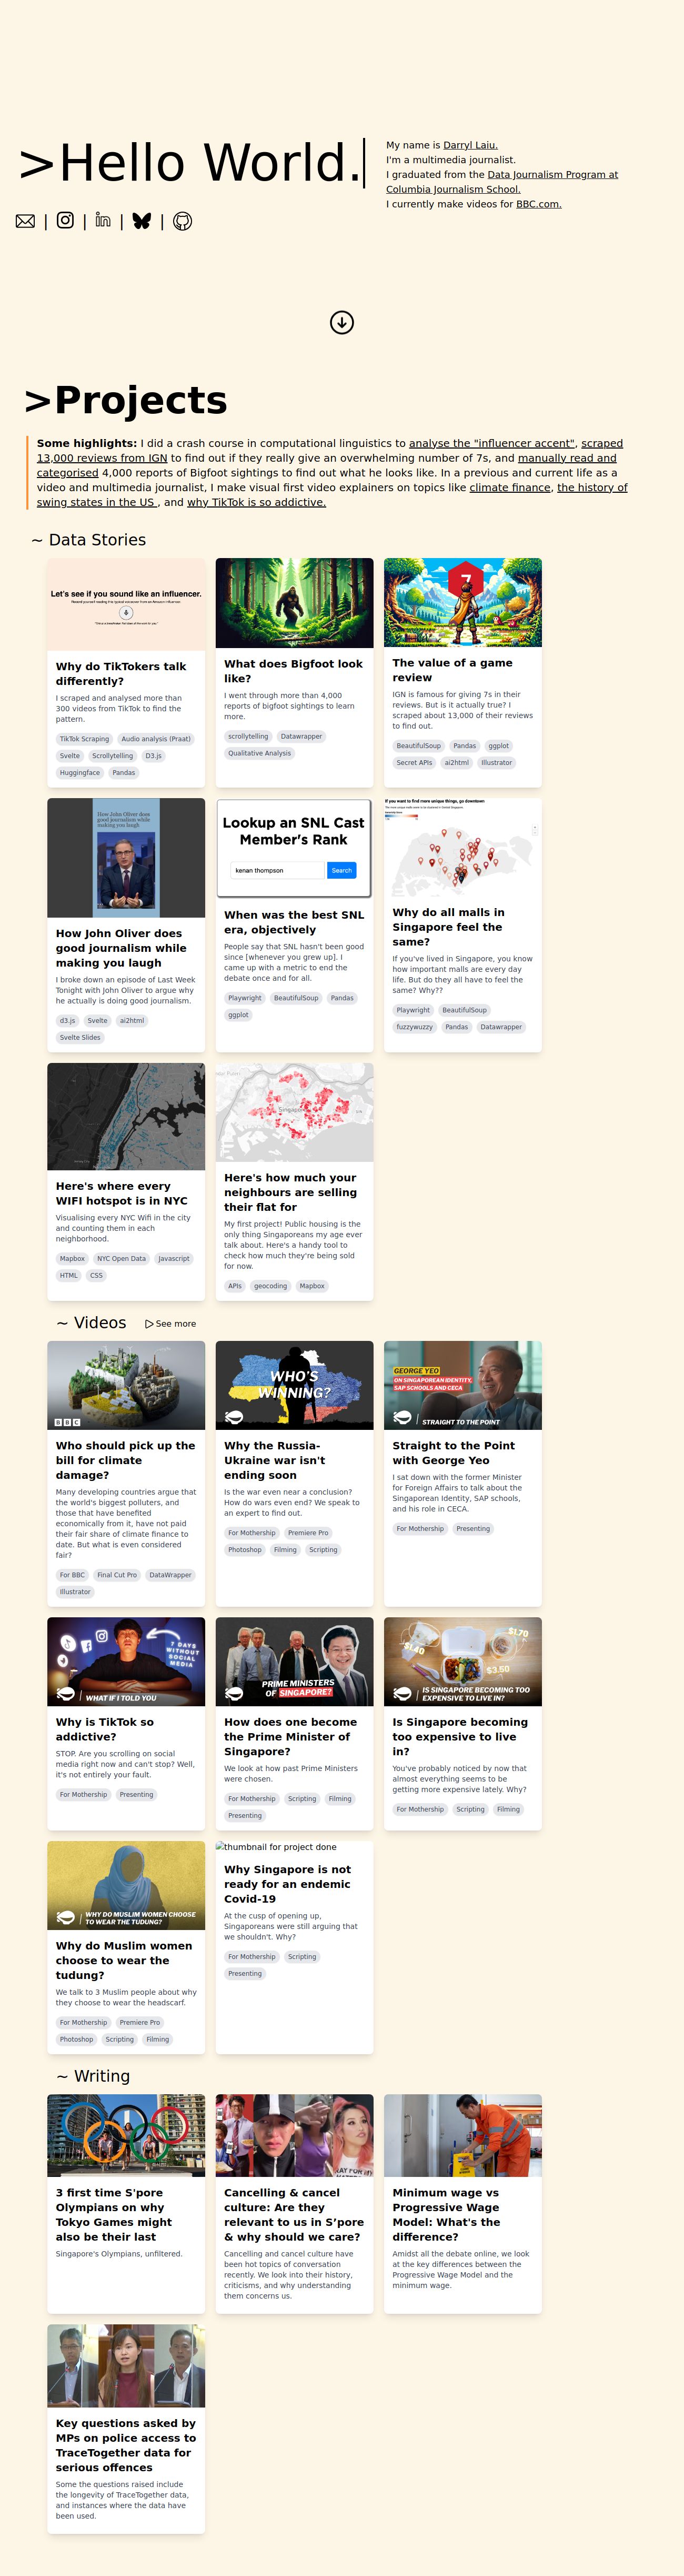 >Hello World.
My name is Darryl Laiu.
I'm a multimedia journalist.
I graduated from the Data Journalism Program at
Columbia Journalism School.
I currently make videos for BBC.com.
| | | |
>Projects
Some highlights: I did a crash course in computational linguistics to analyse the "influencer accent", scraped
13,000 reviews from IGN to find out if they really give an overwhelming number of 7s, and manually read and
categorised 4,000 reports of Bigfoot sightings to find out what he looks like. In a previous and current life as a
video and multimedia journalist, I make visual first video explainers on topics like climate finance, the history of
swing states in the US , and why TikTok is so addictive.
~ Data Stories
Let's see if you sound like an influencer.
Why do TikTokers talk
differently?
I scraped and analysed more than
300 videos from TikTok to find the
pattern.
TikTok Scraping Audio analysis (Praat)
Svelte Scrollytelling D3.js
Huggingface Pandas
What does Bigfoot look
like?
I went through more than 4,000
reports of bigfoot sightings to learn
more.
scrollytelling Datawrapper
Qualitative Analysis
7
The value of a game
review
IGN is famous for giving 7s in their
reviews. But is it actually true? I
scraped about 13,000 of their reviews
to find out.
BeautifulSoup Pandas ggplot
Secret APIs ai2html Illustrator
How John Oliver does
good journalism while
making you laugh
How John Oliver does
good journalism while
making you laugh
I broke down an episode of Last Week
Tonight with John Oliver to argue why
he actually is doing good journalism.
d3.js Svelte ai2html
Svelte Slides
Lookup an SNL Cast
Member's Rank
kenan thompson Search
When was the best SNL
era, objectively
People say that SNL hasn't been good
since [whenever you grew up]. I
came up with a metric to end the
debate once and for all.
Playwright BeautifulSoup Pandas
ggplot
If you want to find more unique things, go downtown
Why do all malls in
Singapore feel the
same?
If you've lived in Singapore, you know
how important malls are every day
life. But do they all have to feel the
same? Why??
Playwright BeautifulSoup
fuzzywuzzy Pandas Datawrapper
Here's where every
WIFI hotspot is in NYC
Visualising every NYC Wifi in the city
and counting them in each
neighborhood.
Mapbox NYC Open Data Javascript
HTML CSS
Singapore
Here's how much your
neighbours are selling
their flat for
My first project! Public housing is the
only thing Singaporeans my age ever
talk about. Here's a handy tool to
check how much they're being sold
for now.
APIs geocoding Mapbox
~ Videos See more
BBC
Who should pick up the
bill for climate
damage?
Many developing countries argue that
the world's biggest polluters, and
those that have benefited
economically from it, have not paid
their fair share of climate finance to
date. But what is even considered
fair?
For BBC Final Cut Pro DataWrapper
Illustrator
WHO'S
WINNING?
Why the Russia-
Ukraine war isn't
ending soon
Is the war even near a conclusion?
How do wars even end? We speak to
an expert to find out.
For Mothership Premiere Pro
Photoshop Filming Scripting
GEORGE YEO
ON SINGAPOREAN IDENTITY,
SAP SCHOOLS AND CECA
STRAIGHT TO THE POINT
Straight to the Point
with George Yeo
I sat down with the former Minister
for Foreign Affairs to talk about the
Singaporean Identity, SAP schools,
and his role in CECA.
For Mothership Presenting
7 DAYS
WITHOUT
SOCIAL
MEDIA
WHAT IF I TOLD YOU
Why is TikTok so
addictive?
STOP. Are you scrolling on social
media right now and can't stop? Well,
it's not entirely your fault.
For Mothership Presenting
PRIME MINISTERS
OF SINGAPORE?
How does one become
the Prime Minister of
Singapore?
We look at how past Prime Ministers
were chosen.
For Mothership Scripting Filming
Presenting
$1.40
$1.70
$3.50
IS SINGAPORE BECOMING TOO
EXPENSIVE TO LIVE IN?
Is Singapore becoming
too expensive to live
in?
You've probably noticed by now that
almost everything seems to be
getting more expensive lately. Why?
For Mothership Scripting Filming
WHY DO MUSLIM WOMEN CHOOSE
TO WEAR THE TUDUNG?
Why do Muslim women
choose to wear the
tudung?
We talk to 3 Muslim people about why
they choose to wear the headscarf.
For Mothership Premiere Pro
Photoshop Scripting Filming
thumbnail for project done
Why Singapore is not
ready for an endemic
Covid-19
At the cusp of opening up,
Singaporeans were still arguing that
we shouldn't. Why?
For Mothership Scripting
Presenting
~ Writing
3 first time S'pore
Olympians on why
Tokyo Games might
also be their last
Singapore's Olympians, unfiltered.
Cancelling & cancel
culture: Are they
relevant to us in S’pore
& why should we care?
Cancelling and cancel culture have
been hot topics of conversation
recently. We look into their history,
criticisms, and why understanding
them concerns us.
Minimum wage vs
Progressive Wage
Model: What's the
difference?
Amidst all the debate online, we look
at the key differences between the
Progressive Wage Model and the
minimum wage.
Key questions asked by
MPs on police access to
TraceTogether data for
serious offences
Some the questions raised include
the longevity of TraceTogether data,
and instances where the data have
been used.